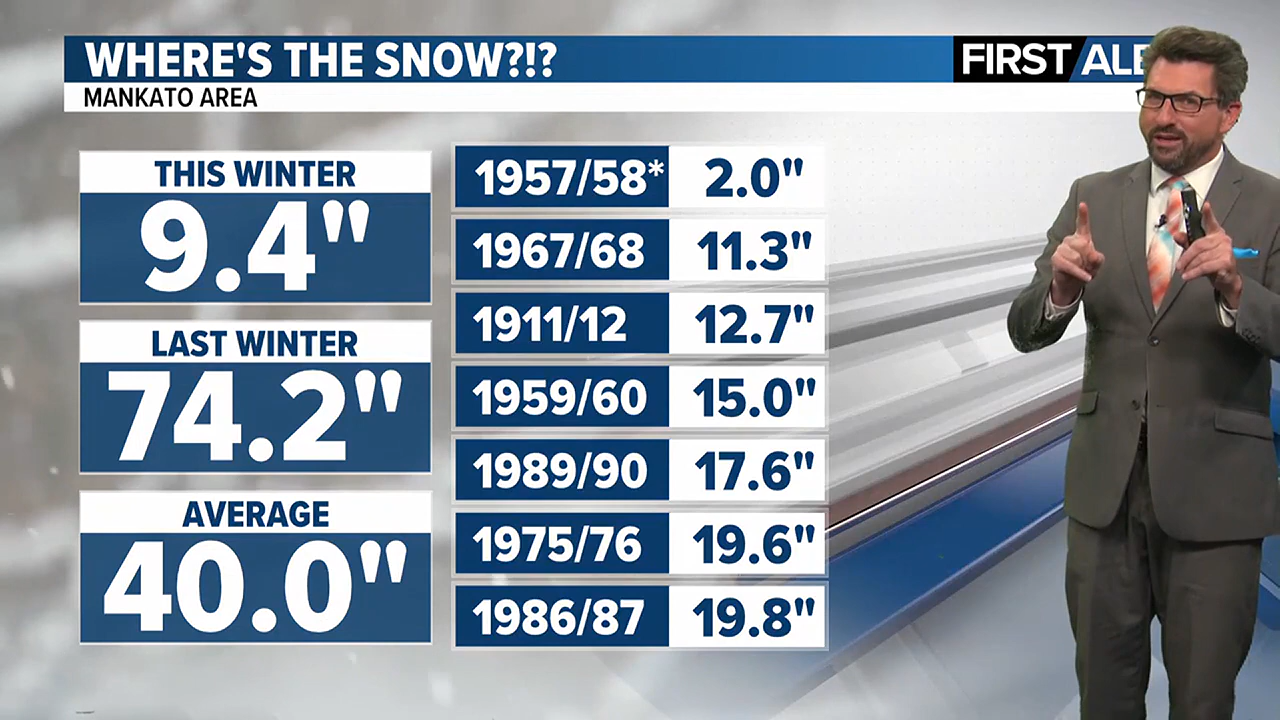 WHERE'S THE SNOW?!?
FIRST
MANKATO AREA
THIS WINTER
9.4"
LAST WINTER
74.2"
AVERAGE
40.0"
1957/58* 2.0"
1967/68 11.3"
1911/12 12.7"
1959/60 15.0"
1989/90 17.6"
1975/76 19.6"
1986/87 19.8"